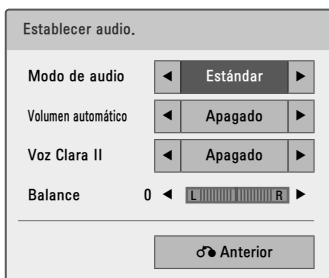 Establecer audio.
Modo de audio ◀ Estándar ▶
Volumen automático ◀ Apagado ▶
Voz Clara II ◀ Apagado ▶
Balance 0 ◀ L R ▶
Anterior